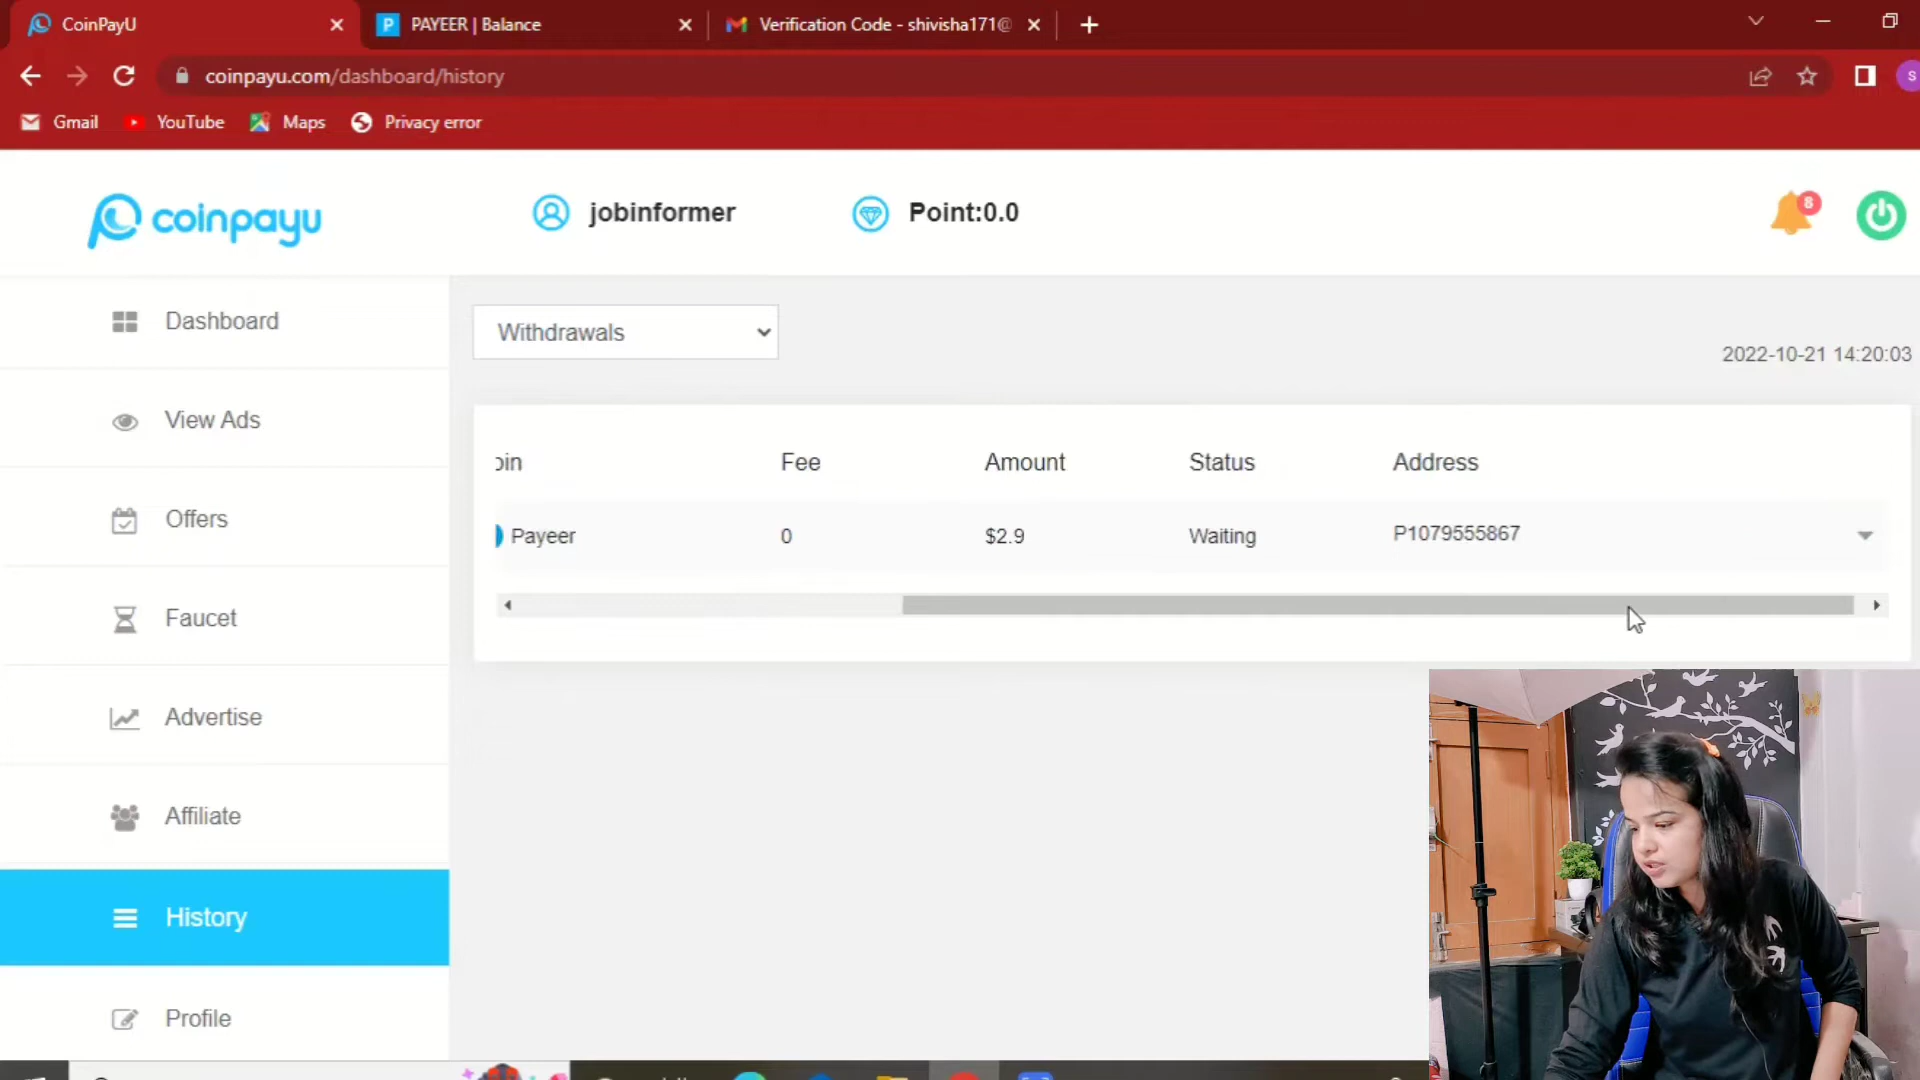 CoinPayU
PAYEER | Balance
Verification Code - shivisha171@
coinpayu.com/dashboard/history
S
Gmail
YouTube
Maps
Privacy error
coinpayu
jobinformer
Point:0.0
8
Dashboard
View Ads
Offers
Faucet
Advertise
Affiliate
History
Profile
Withdrawals
2022-10-21 14:20:03
oin Fee Amount Status Address
Payeer 0 $2.9 Waiting P1079555867